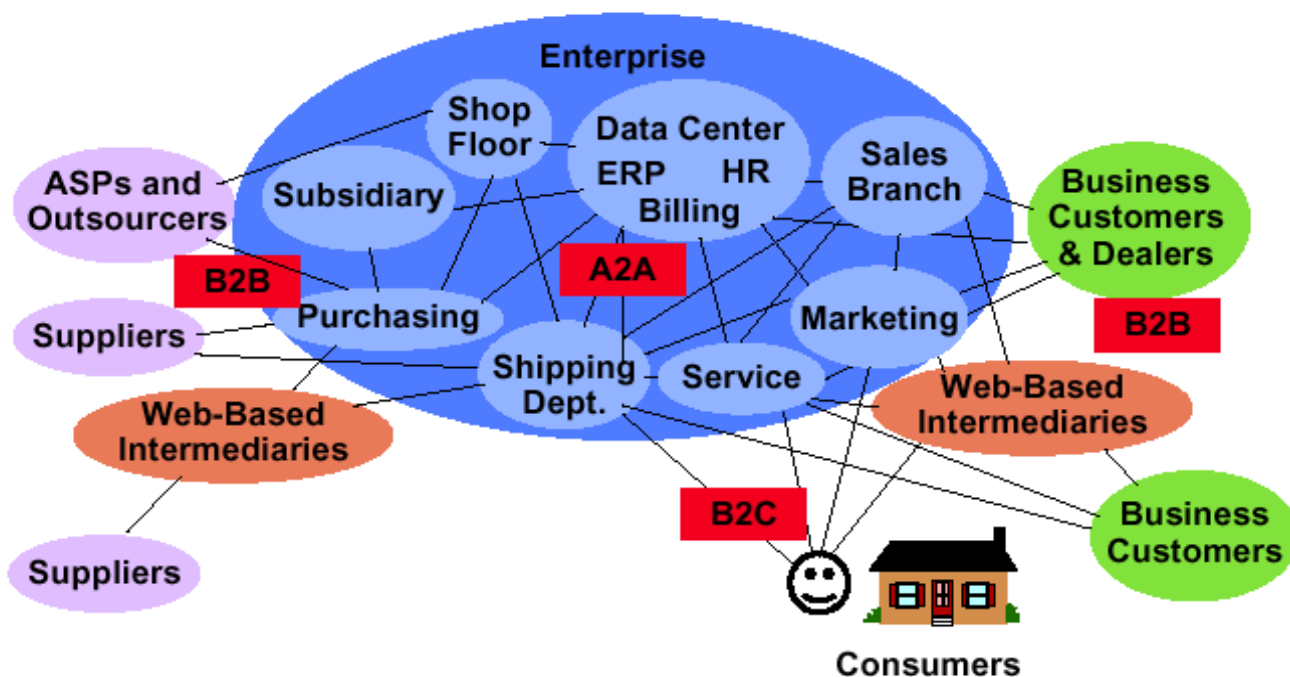 Enterprise
Shop
Floor
Data Center
ERP HR
Billing
Sales
Branch
ASPs and
Outsourcers
Subsidiary
Business
Customers
& Dealers
B2B
A2A
Suppliers
Purchasing
Marketing
B2B
Shipping
Dept.
Service
Web-Based
Intermediaries
Web-Based
Intermediaries
B2C
Business
Customers
Suppliers
Consumers